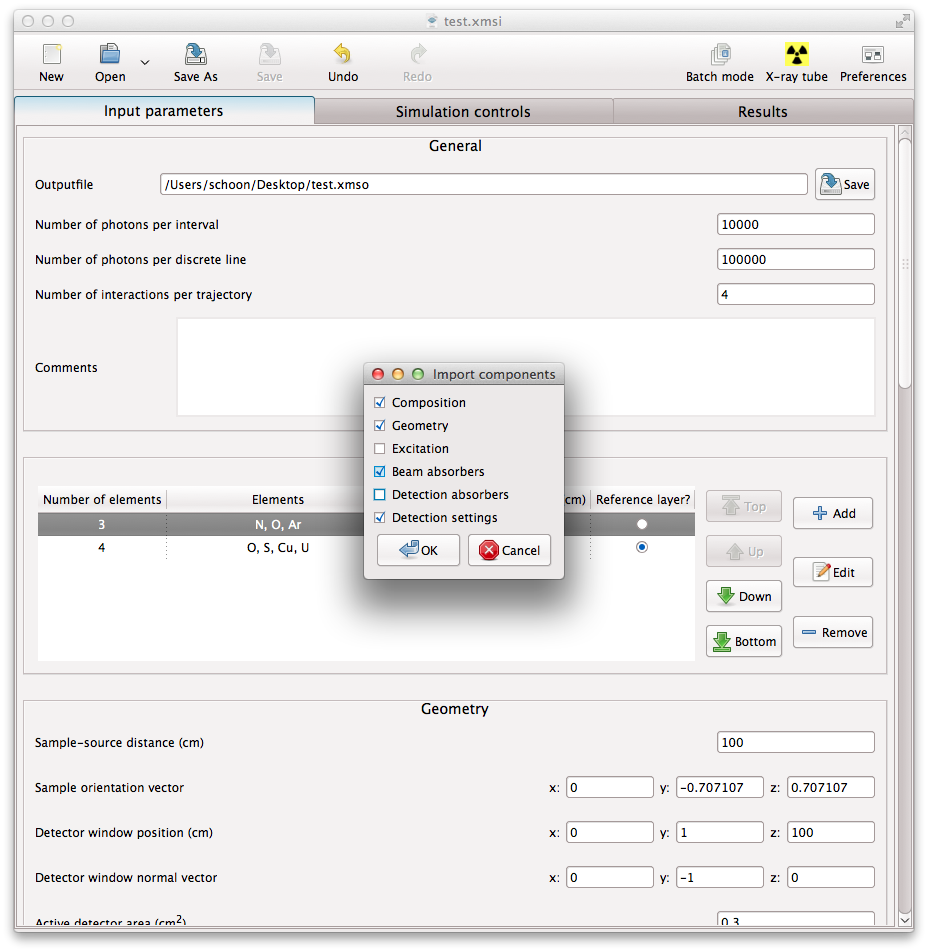 test.xmsi
New Open Save As Save Undo Redo Batch mode X-ray tube Preferences
Input parameters Simulation controls Results
General
Outputfile /Users/schoon/Desktop/test.xmso Save
Number of photons per interval 10000
Number of photons per discrete line 100000
Number of interactions per trajectory 4
Comments
Import components
Composition
Geometry
Excitation
Beam absorbers
Detection absorbers
Detection settings
OK Cancel
Number of elements Elements cm) Reference layer?
3 N, O, Ar
4 O, S, Cu, U
Top
Up
Down
Bottom
Add
Edit
Remove
Geometry
Sample-source distance (cm) 100
Sample orientation vector x: 0 y: -0.707107 z: 0.707107
Detector window position (cm) x: 0 y: 1 z: 100
Detector window normal vector x: 0 y: -1 z: 0
Active detector area (cm²) 0.3